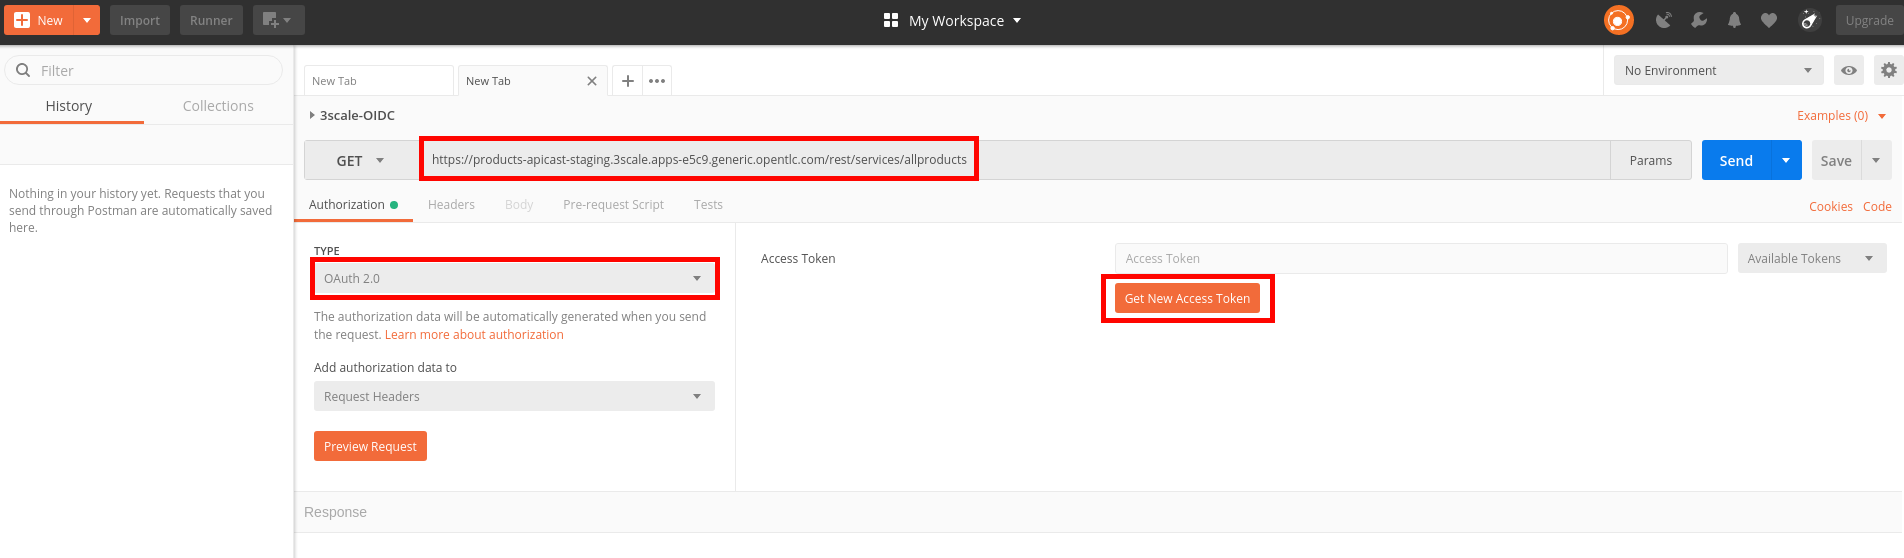 New
Import
Runner
My Workspace
Upgrade
Filter
History
Collections
Nothing in your history yet. Requests that you
send through Postman are automatically saved
here.
New Tab
New Tab
No Environment
3scale-OIDC
Examples (0)
GET
https://products-apicast-staging.3scale.apps-e5c9.generic.opentlc.com/rest/services/allproducts
Params
Send
Save
Authorization
Headers
Body
Pre-request Script
Tests
Cookies
Code
TYPE
OAuth 2.0
The authorization data will be automatically generated when you send
the request. Learn more about authorization
Add authorization data to
Request Headers
Preview Request
Access Token
Access Token
Available Tokens
Get New Access Token
Response